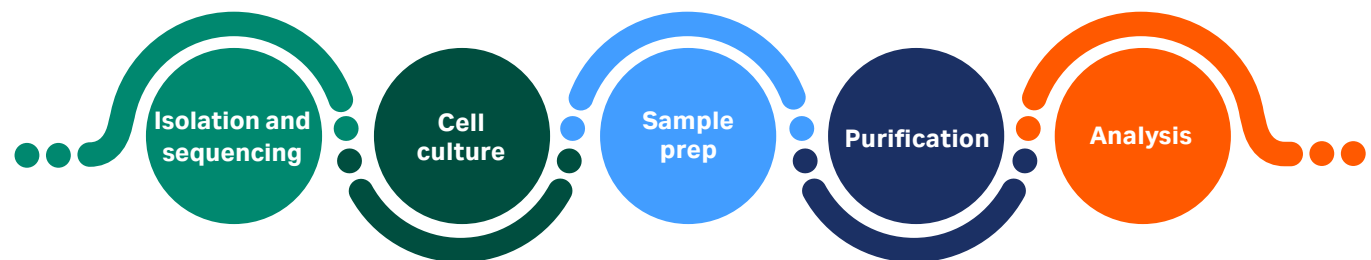 Isolation and
sequencing
Cell
culture
Sample
prep
Purification
Analysis